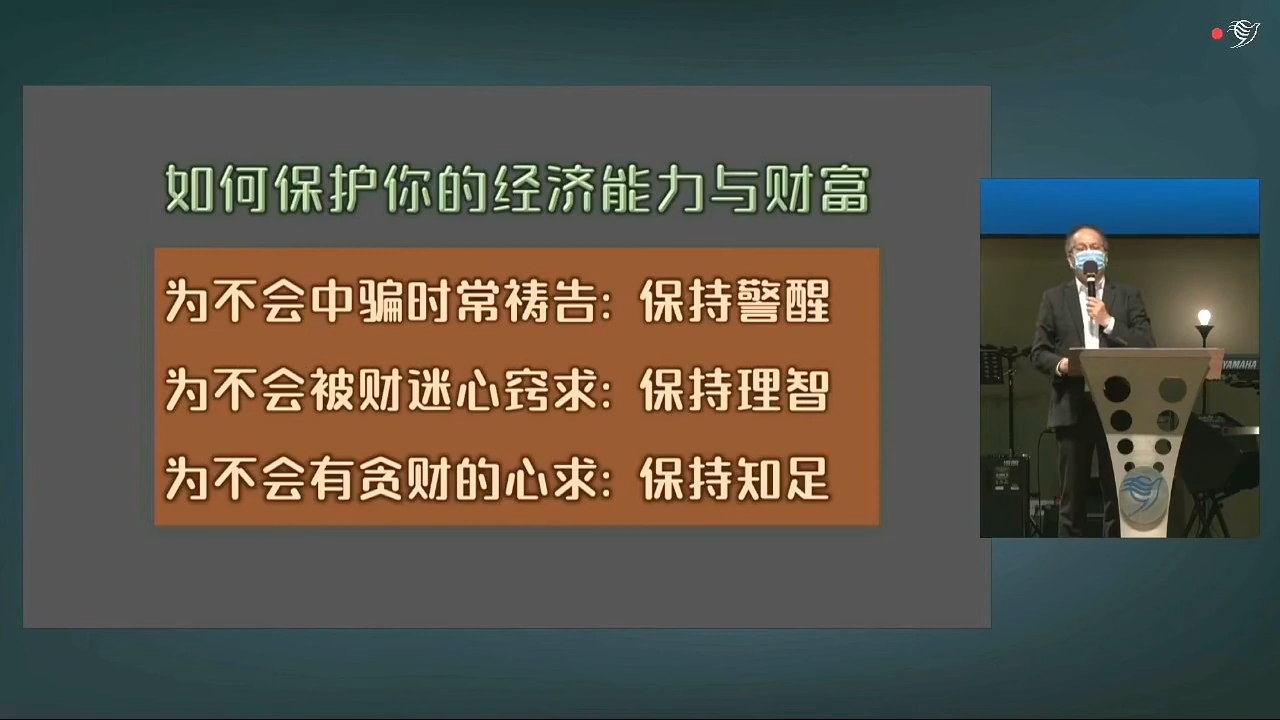 如何保护你的经济能力与财富
为不会中骗时常祷告: 保持警醒
为不会被财迷心窍求: 保持理智
为不会有贪财的心求: 保持知足
YAMAHA